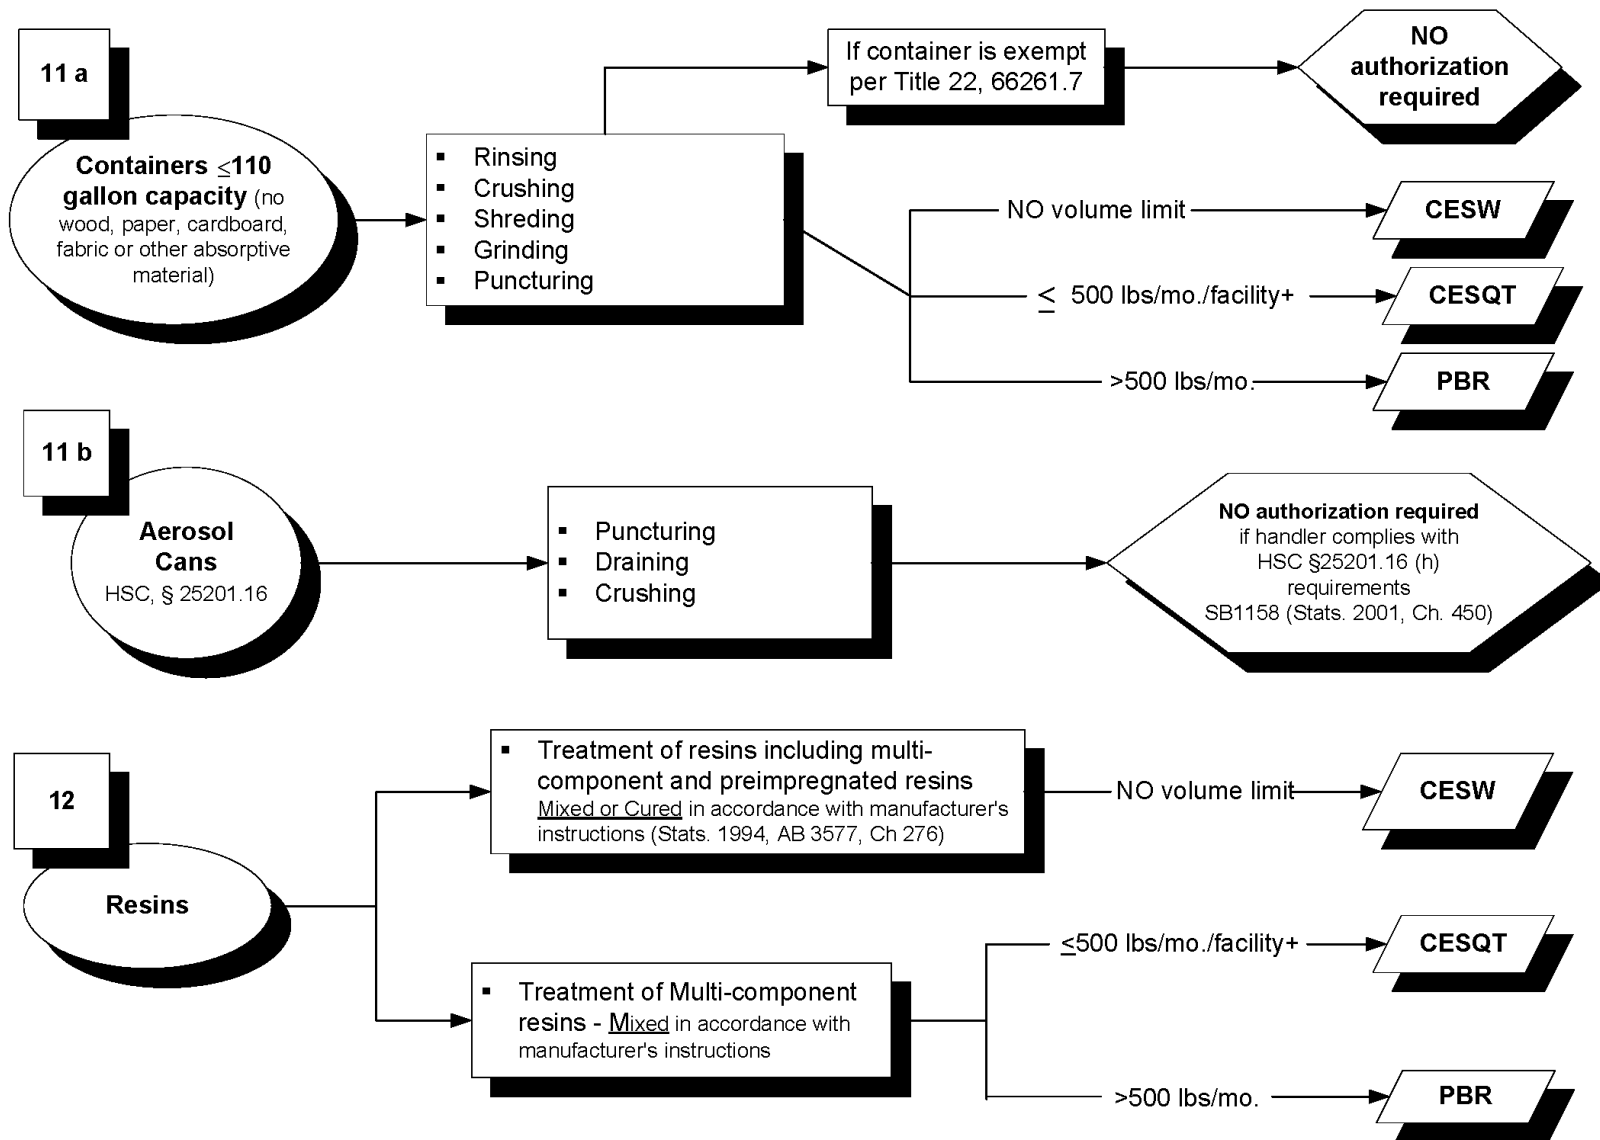 11 a
Containers ≤110
gallon capacity (no
wood, paper, cardboard,
fabric or other absorptive
material)
▪ Rinsing
▪ Crushing
▪ Shreding
▪ Grinding
▪ Puncturing
If container is exempt
per Title 22, 66261.7
NO
authorization
required
NO volume limit
CESW
≤ 500 lbs/mo./facility+
CESQT
>500 lbs/mo.
PBR
11 b
Aerosol
Cans
HSC, § 25201.16
▪ Puncturing
▪ Draining
▪ Crushing
NO authorization required
if handler complies with
HSC §25201.16 (h)
requirements
SB1158 (Stats. 2001, Ch. 450)
12
Resins
▪ Treatment of resins including multi-
component and preimpregnated resins
Mixed or Cured in accordance with manufacturer's
instructions (Stats. 1994, AB 3577, Ch 276)
NO volume limit
CESW
▪ Treatment of Multi-component
resins - Mixed in accordance with
manufacturer's instructions
≤500 lbs/mo./facility+
CESQT
>500 lbs/mo.
PBR